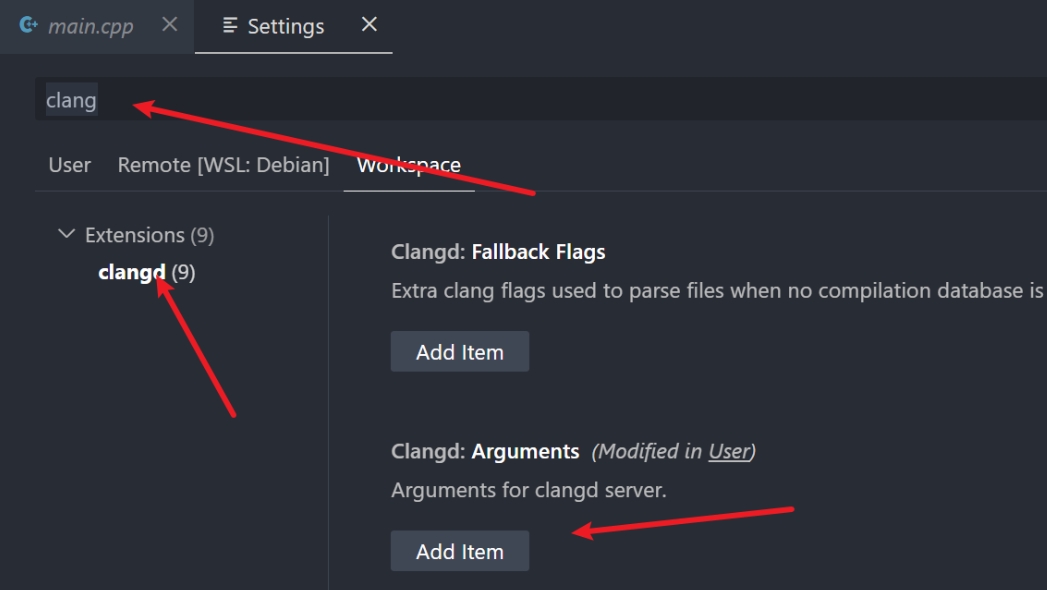 main.cpp
Settings
clang
User Remote [WSL: Debian] Workspace
Extensions (9)
clangd (9)
Clangd: Fallback Flags
Extra clang flags used to parse files when no compilation database is
Add Item
Clangd: Arguments (Modified in User)
Arguments for clangd server.
Add Item